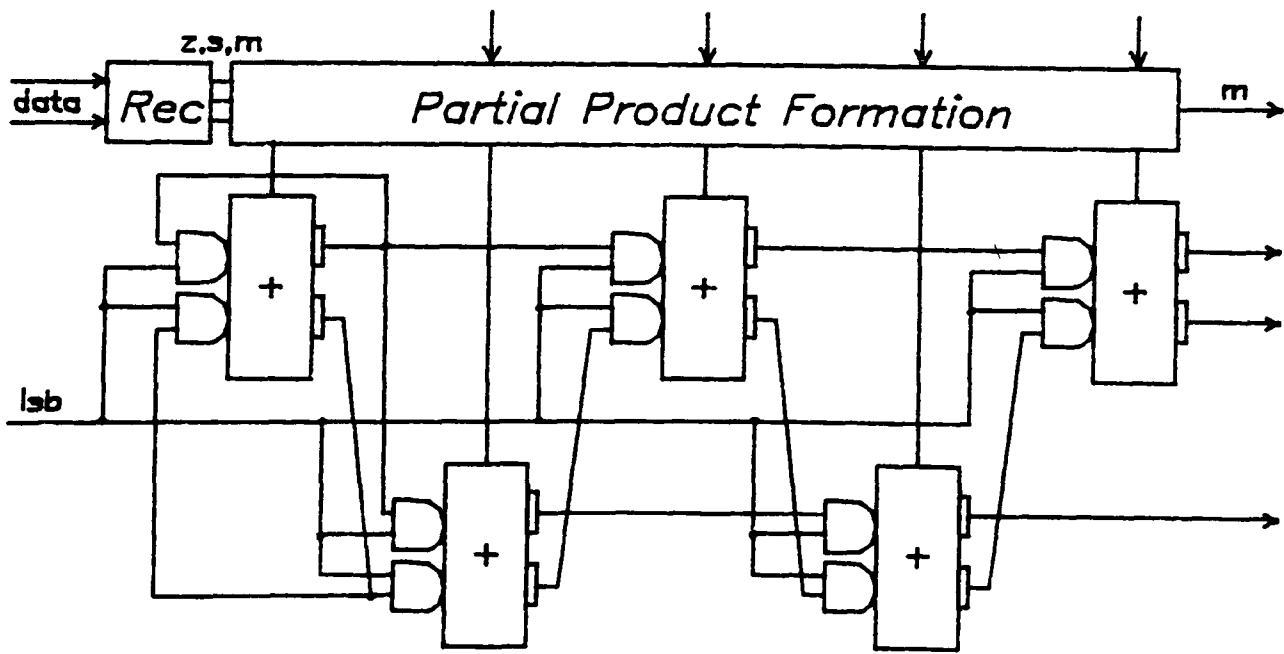 z,s,m
data
Rec
Partial Product Formation
m
+
+
+
lsb
+
+